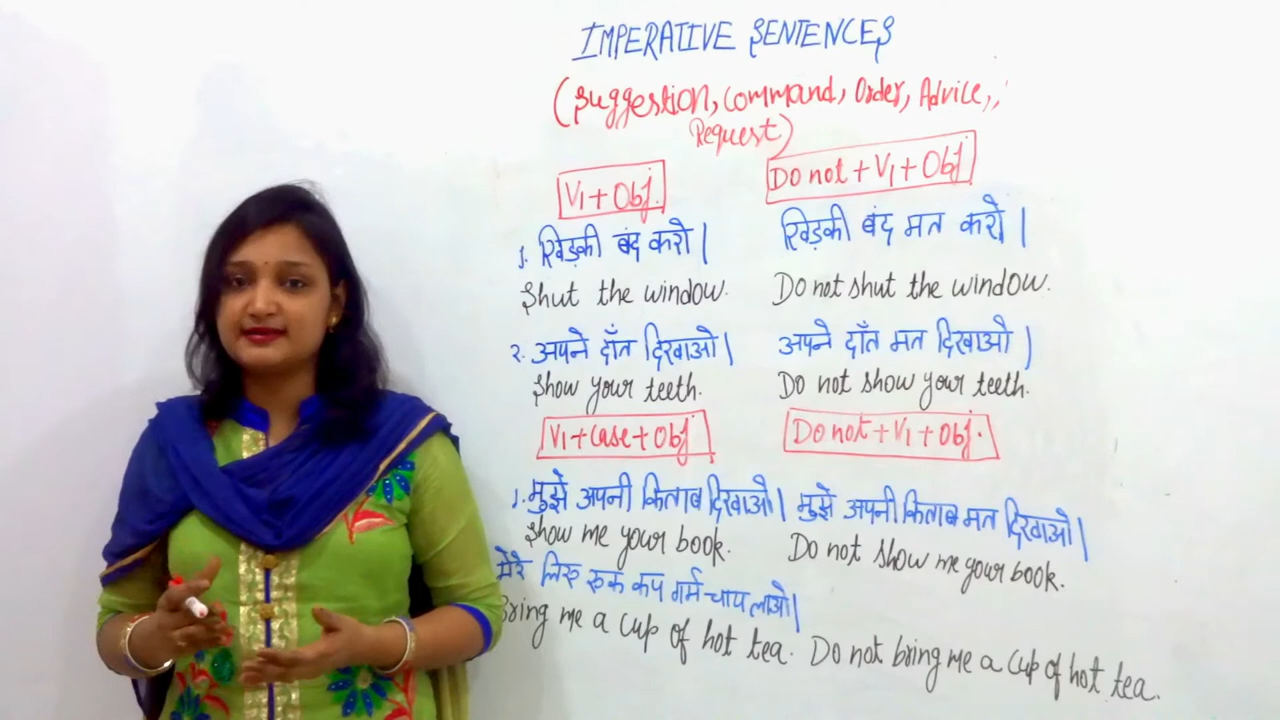 IMPERATIVE SENTENCES
(Suggestion, Command, Order, Advice,,
Request)
V1 + Obj.
Do not + V1 + Obj
1. खिड़की बंद करो |
खिड़की बंद मत करो |
Shut the window.
Do not shut the window.
२. अपने दाँत दिखाओ |
अपने दाँत मत दिखाओ |
Show your teeth.
Do not show your teeth.
V1 + Case + Obj
Do not + V1 + Obj.
1. मुझे अपनी किताब दिखाओ |
मुझे अपनी किताब मत दिखाओ |
Show me your book.
Do not show me your book.
मेरे लिए एक कप गर्म चाय लाओ |
Bring me a cup of hot tea.
Do not bring me a cup of hot tea.